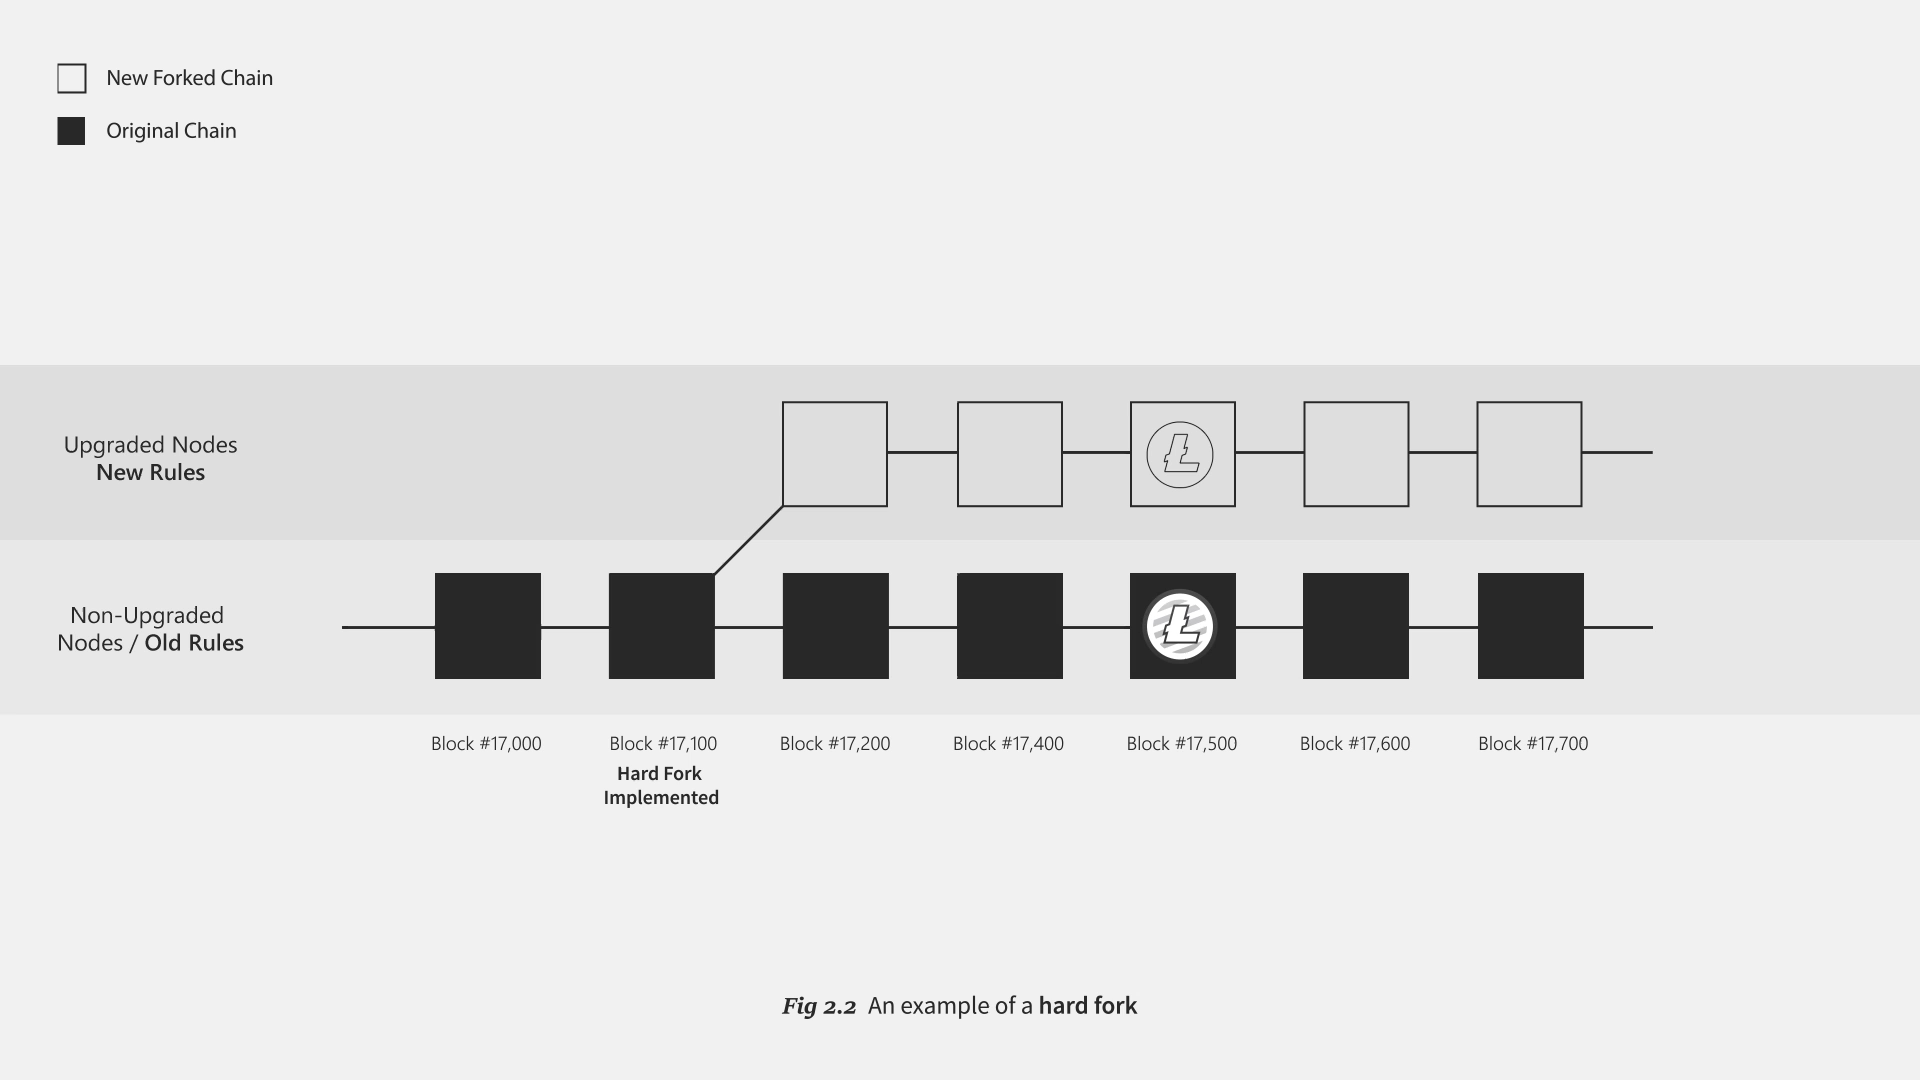 New Forked Chain
Original Chain
Upgraded Nodes
New Rules
Non-Upgraded
Nodes / Old Rules
Block #17,000
Block #17,100
Hard Fork
Implemented
Block #17,200
Block #17,400
Block #17,500
Block #17,600
Block #17,700
Fig 2.2 An example of a hard fork